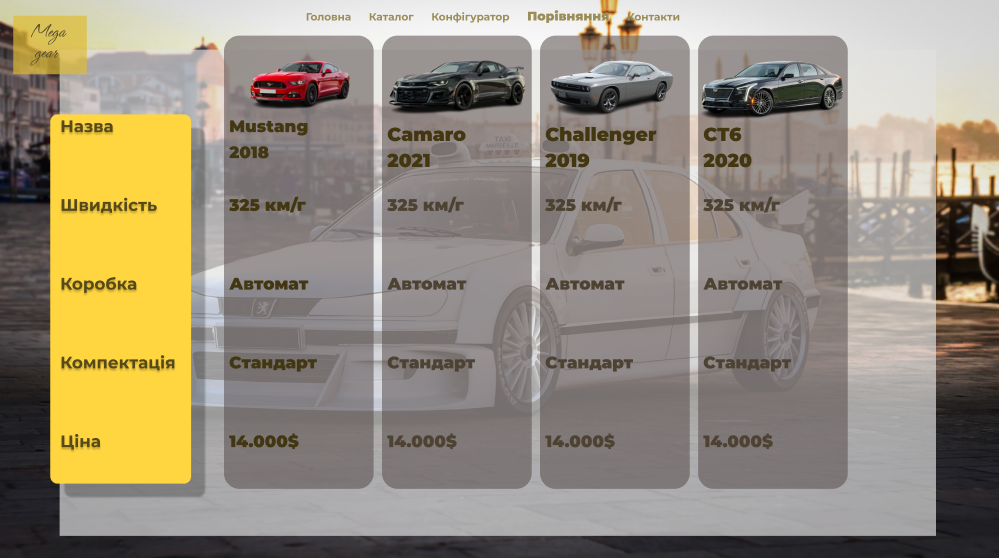 Mega
gear
Головна Каталог Конфігуратор Порівняння Контакти
Назва
Mustang
2018
Camaro
2021
Challenger
2019
CT6
2020
Швидкість 325 км/г 325 км/г 325 км/г 325 км/г
Коробка Автомат Автомат Автомат Автомат
Компектація Стандарт Стандарт Стандарт Стандарт
Ціна 14.000$ 14.000$ 14.000$ 14.000$
TAXI
MARSEILLE